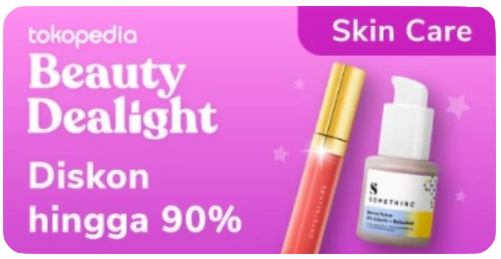 tokopedia
Beauty
Dealight
Diskon
hingga 90%
Skin Care
S
SOMETHINC